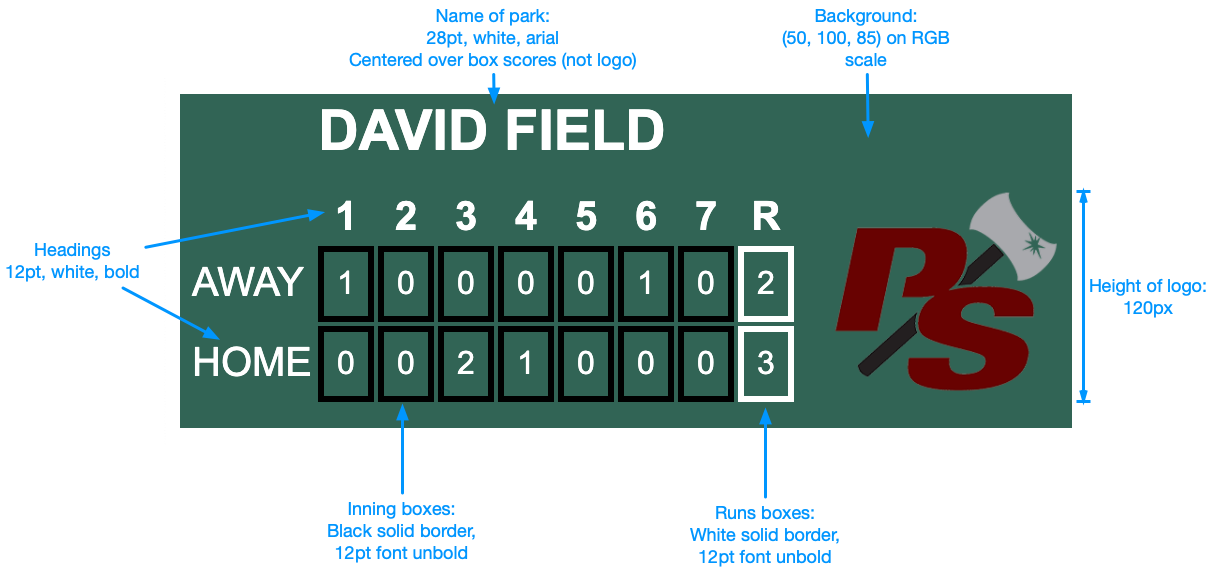 Name of park:
28pt, white, arial
Centered over box scores (not logo)
Background:
(50, 100, 85) on RGB
scale
DAVID FIELD
1 2 3 4 5 6 7 R
Headings
12pt, white, bold
AWAY 1 0 0 0 0 1 0 2
HOME 0 0 2 1 0 0 0 3
PS
Height of logo:
120px
Inning boxes:
Black solid border,
12pt font unbold
Runs boxes:
White solid border,
12pt font unbold